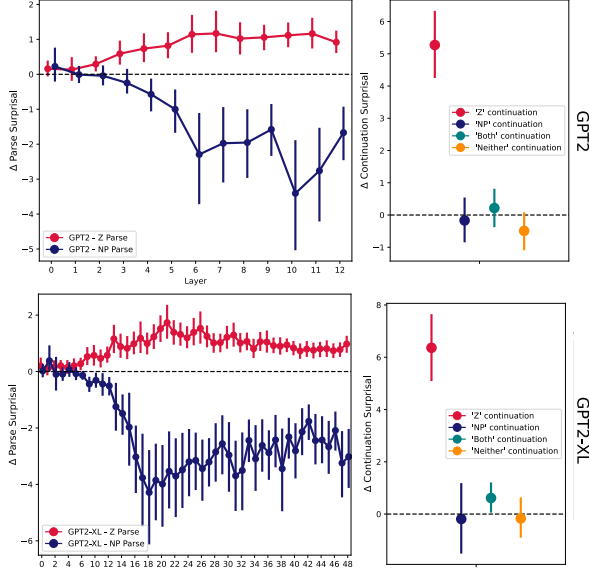 Δ Parse Surprisal
2
1
0
−1
−2
−3
−4
−5
GPT2 - Z Parse
GPT2 - NP Parse
0 1 2 3 4 5 6 7 8 9 10 11 12
Layer
Δ Continuation Surprisal
6
5
4
3
2
1
0
−1
'Z' continuation
'NP' continuation
'Both' continuation
'Neither' continuation
GPT2
Δ Parse Surprisal
2
0
−2
−4
−6
GPT2-XL - Z Parse
GPT2-XL - NP Parse
0 2 4 6 8 10 12 14 16 18 20 22 24 26 28 30 32 34 36 38 40 42 44 46 48
Δ Continuation Surprisal
8
6
4
2
0
'Z' continuation
'NP' continuation
'Both' continuation
'Neither' continuation
GPT2-XL